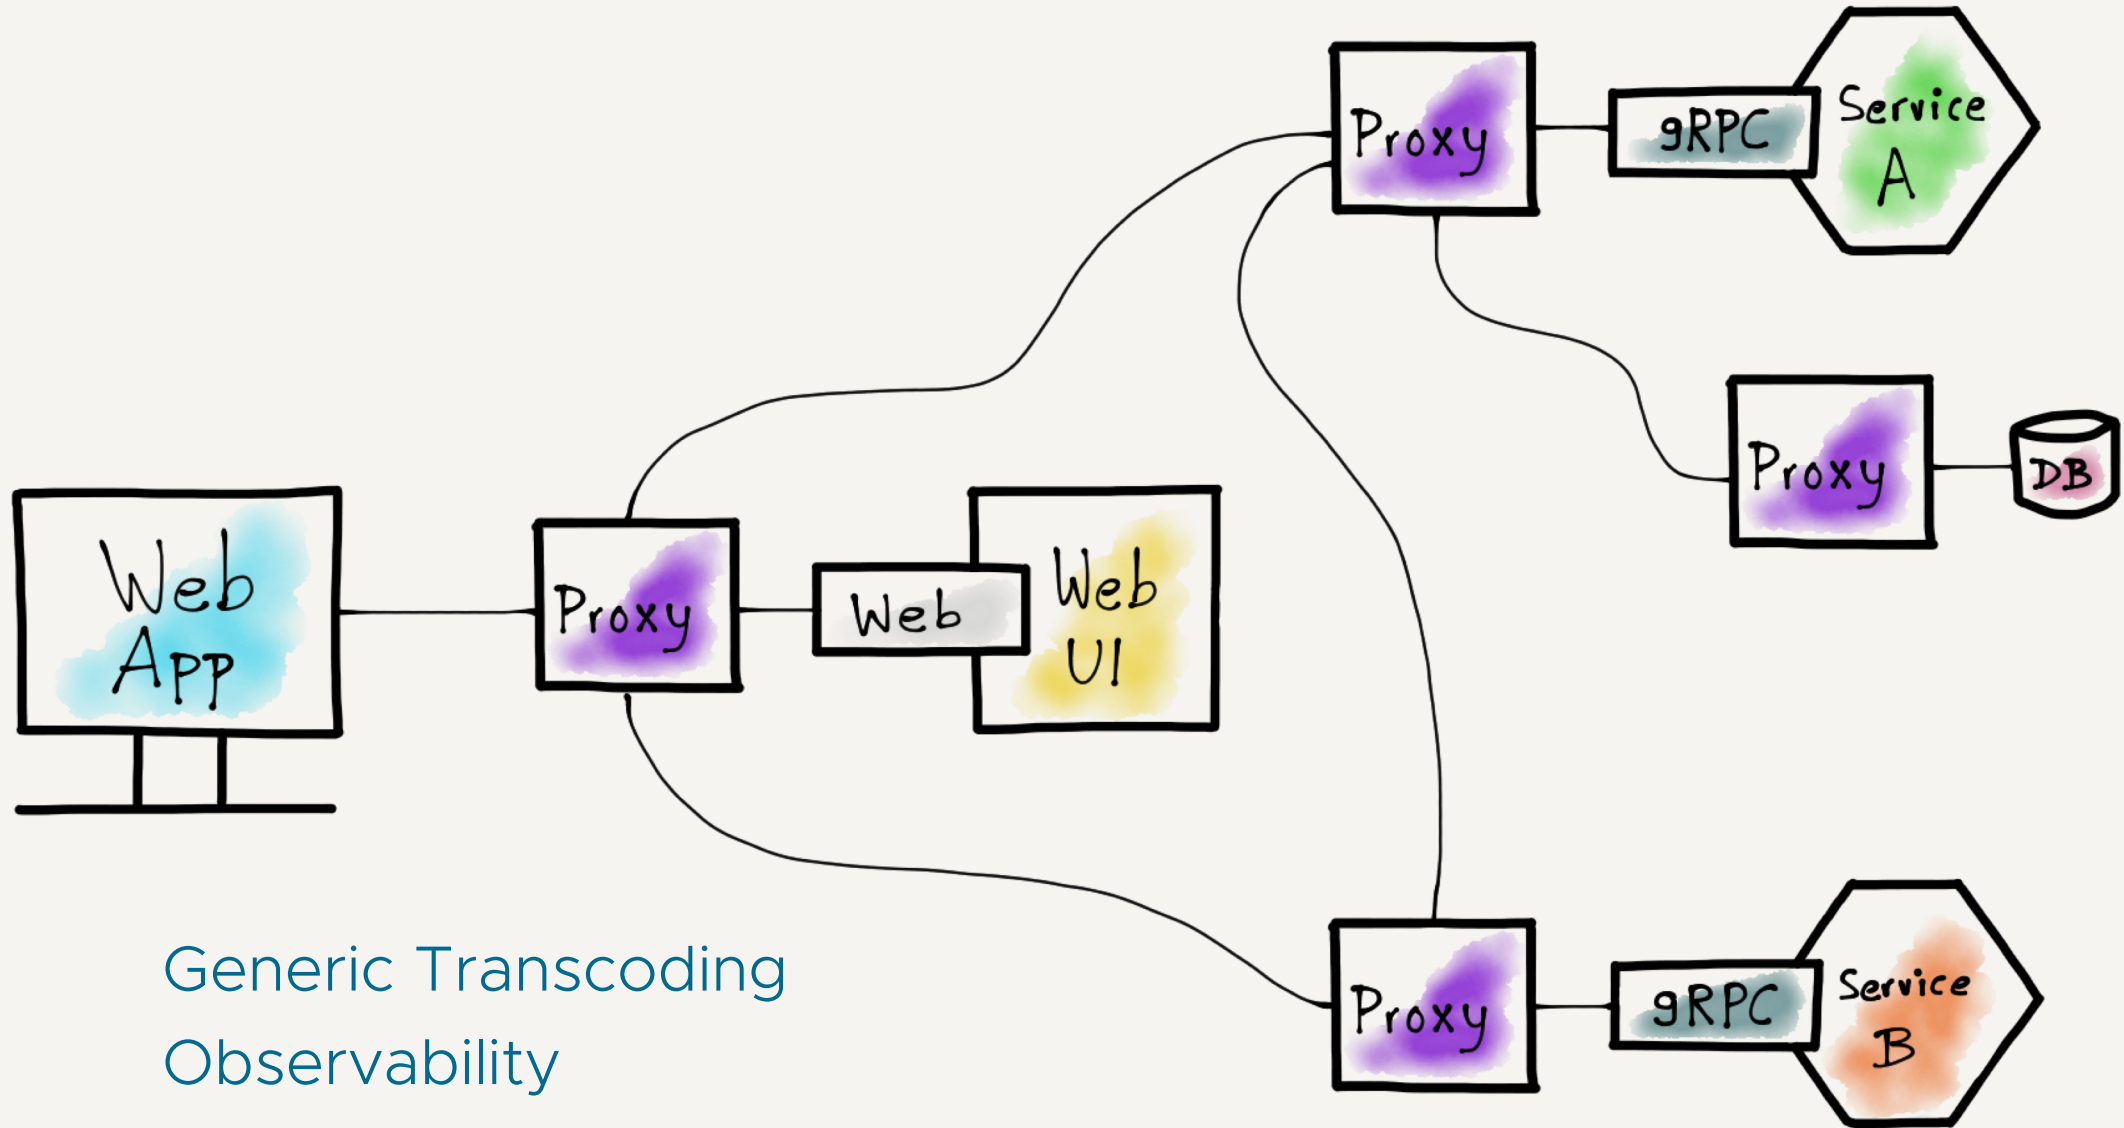 Proxy
gRPC
Service
A
Proxy
DB
Web
App
Proxy
Web
Web
UI
Proxy
gRPC
Service
B
Generic Transcoding
Observability